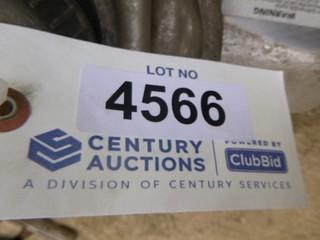 LOT NO
4566
CENTURY AUCTIONS
POWERED BY
ClubBid
A DIVISION OF CENTURY SERVICES